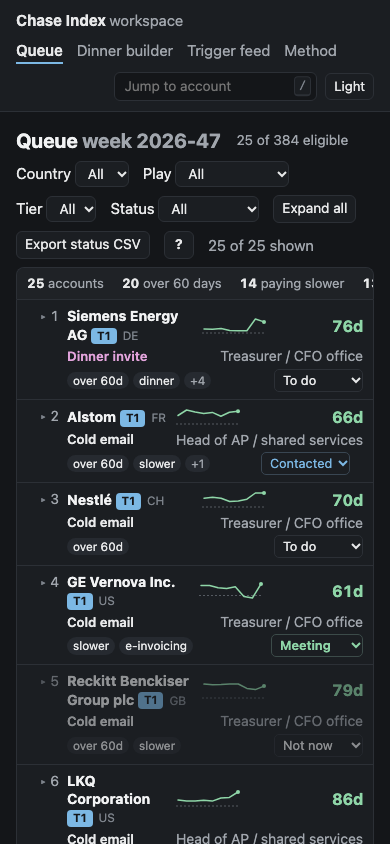 Chase Index workspace
Queue Dinner builder Trigger feed Method
Jump to account / Light
Queue week 2026-47 25 of 384 eligible
Country All Play All
Tier All Status All Expand all
Export status CSV ? 25 of 25 shown
25 accounts 20 over 60 days 14 paying slower
1 Siemens Energy AG T1 DE 76d
Dinner invite Treasurer / CFO office
over 60d dinner +4 To do
2 Alstom T1 FR 66d
Cold email Head of AP / shared services
over 60d slower +1 Contacted
3 Nestlé T1 CH 70d
Cold email Treasurer / CFO office
over 60d To do
4 GE Vernova Inc. T1 US 61d
Cold email Treasurer / CFO office
slower e-invoicing Meeting
5 Reckitt Benckiser Group plc T1 GB 79d
Cold email Treasurer / CFO office
over 60d slower Not now
6 LKQ Corporation T1 US 86d
Cold email Head of AP / shared services